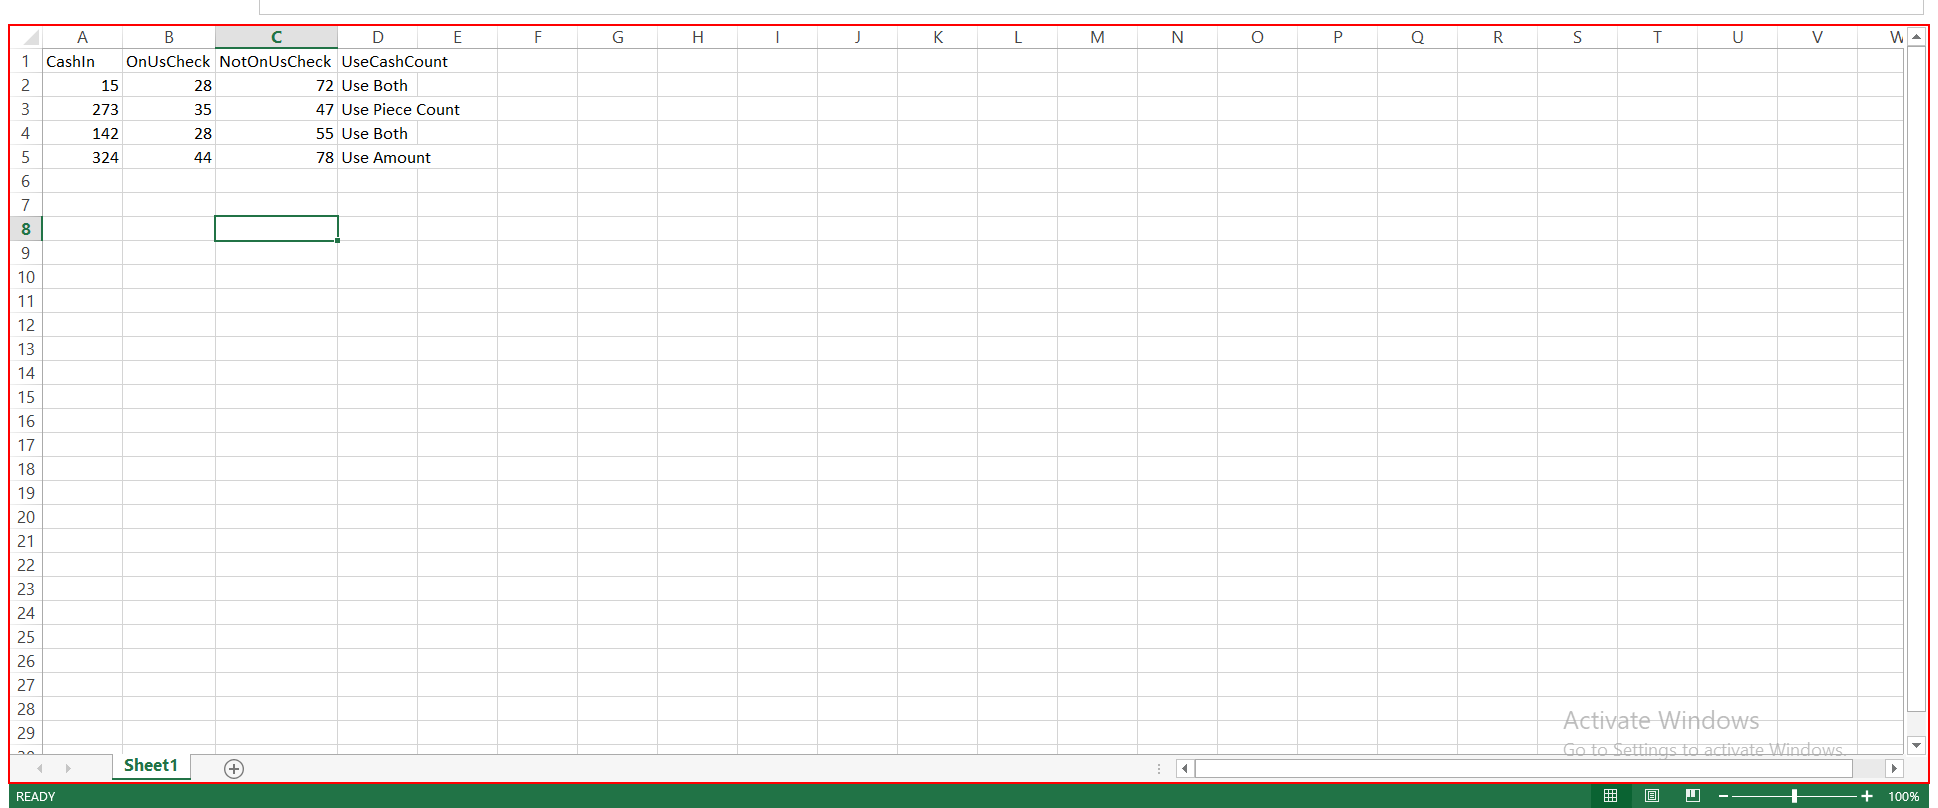 A B C D E F G H I J K L M N O P Q R S T U V W
1 CashIn OnUsCheck NotOnUsCheck UseCashCount
2 15 28 72 Use Both
3 273 35 47 Use Piece Count
4 142 28 55 Use Both
5 324 44 78 Use Amount
6
7
8
9
10
11
12
13
14
15
16
17
18
19
20
21
22
23
24
25
26
27
28
29
Activate Windows
Go to Settings to activate Windows.
Sheet1
READY 100%